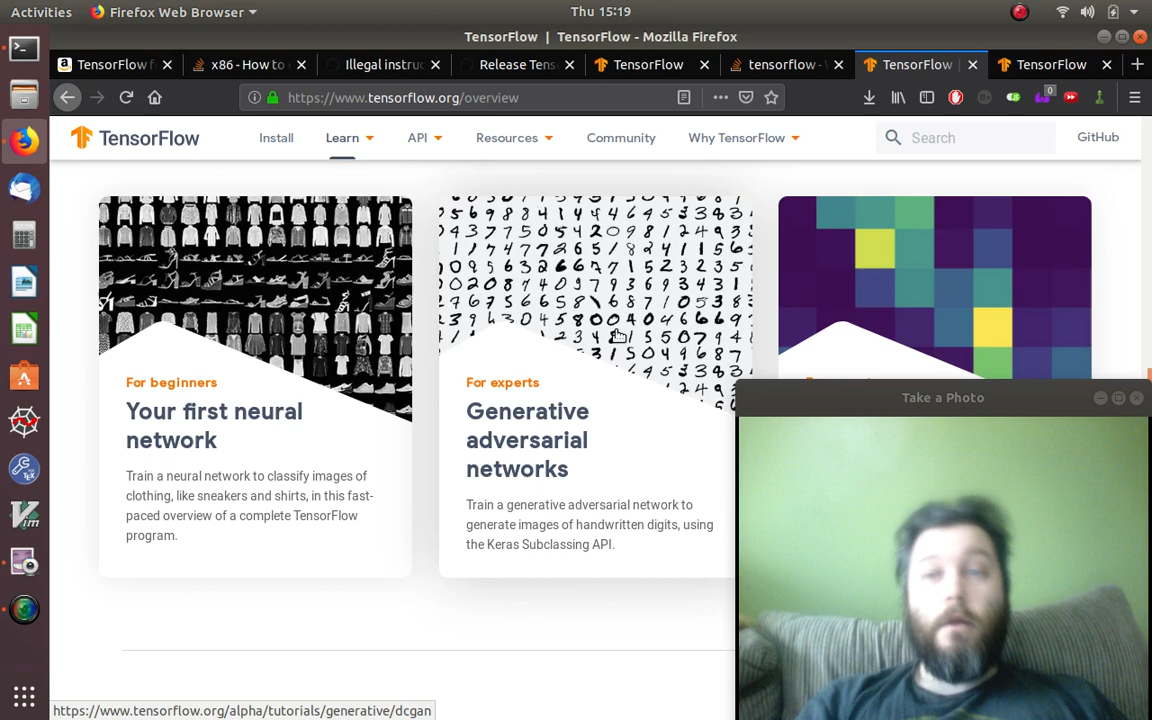 Activities
Firefox Web Browser
Thu 15:19
TensorFlow | TensorFlow - Mozilla Firefox
TensorFlow f
x86 - How to
Illegal instruc
Release Tens
TensorFlow
tensorflow - V
TensorFlow |
TensorFlow
https://www.tensorflow.org/overview
0
TensorFlow
Install
Learn
API
Resources
Community
Why TensorFlow
Search
GitHub
For beginners
Your first neural
network
Train a neural network to classify images of
clothing, like sneakers and shirts, in this fast-
paced overview of a complete TensorFlow
program.
For experts
Generative
adversarial
networks
Train a generative adversarial network to
generate images of handwritten digits, using
the Keras Subclassing API.
Take a Photo
https://www.tensorflow.org/alpha/tutorials/generative/dcgan